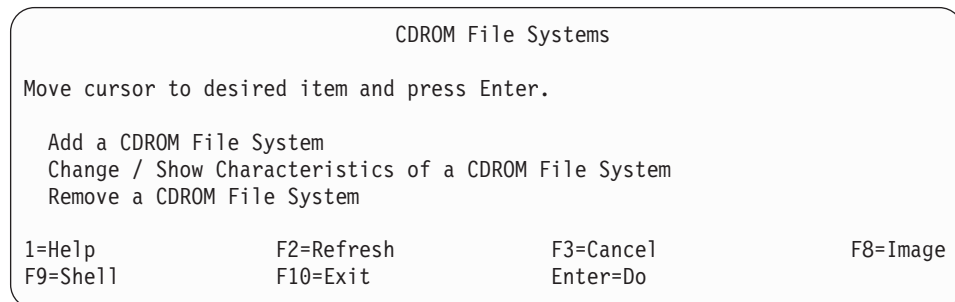 CDROM File Systems
Move cursor to desired item and press Enter.
Add a CDROM File System
Change / Show Characteristics of a CDROM File System
Remove a CDROM File System
1=Help F2=Refresh F3=Cancel F8=Image
F9=Shell F10=Exit Enter=Do